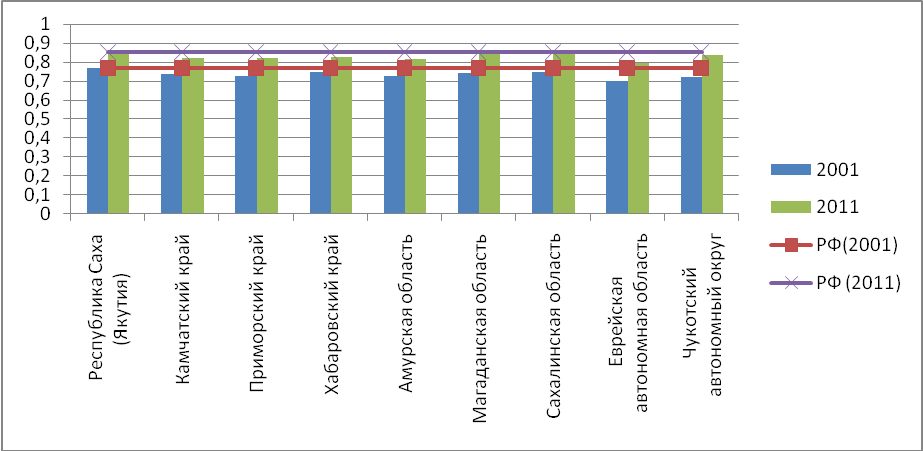 1
0,9
0,8
0,7
0,6
0,5
0,4
0,3
0,2
0,1
0
Республика Саха
(Якутия)
Камчатский край
Приморский край
Хабаровский край
Амурская область
Магаданская область
Сахалинская область
Еврейская
автономная область
Чукотский
автономный округ
2001
2011
РФ(2001)
РФ (2011)